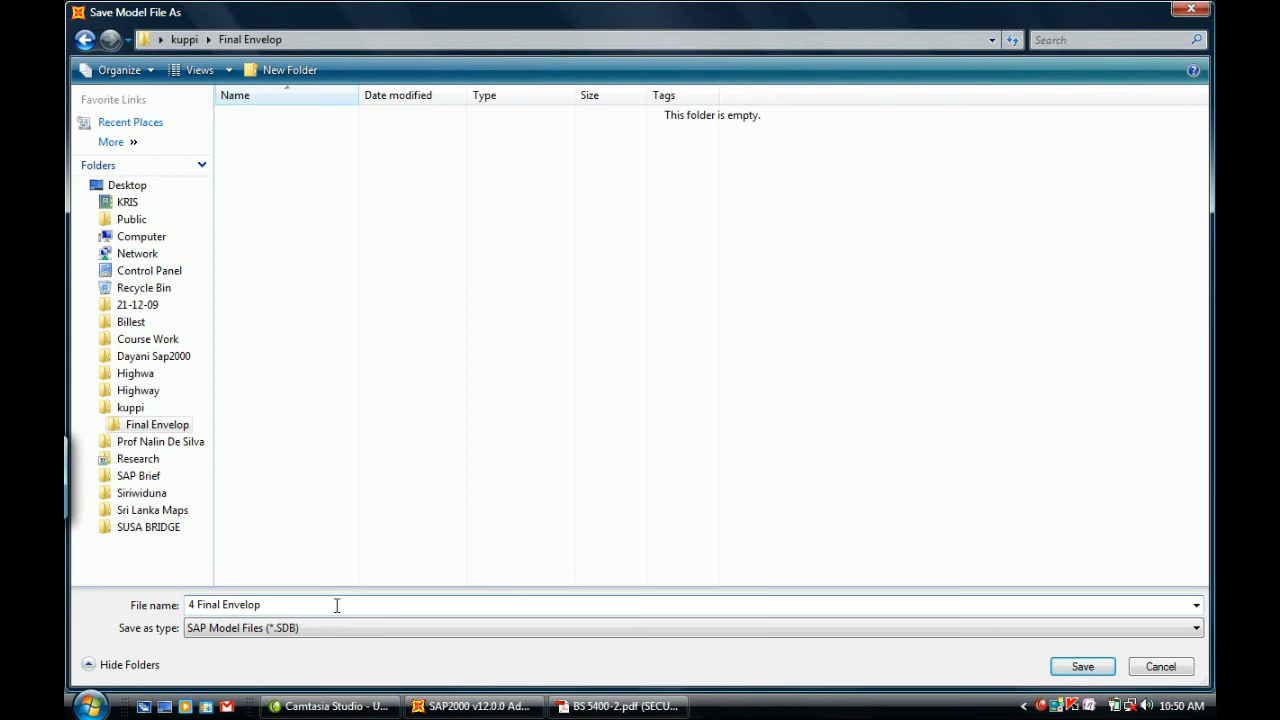 Save Model File As
kuppi Final Envelop
Search
Organize Views New Folder
Favorite Links
Recent Places
More »
Folders
Desktop
KRIS
Public
Computer
Network
Control Panel
Recycle Bin
21-12-09
Billest
Course Work
Dayani Sap2000
Highwa
Highway
kuppi
Final Envelop
Prof Nalin De Silva
Research
SAP Brief
Siriwiduna
Sri Lanka Maps
SUSA BRIDGE
Name Date modified Type Size Tags
This folder is empty.
File name: 4 Final Envelop
Save as type: SAP Model Files (*.SDB)
Hide Folders
Save Cancel
Camtasia Studio - U... SAP2000 v12.0.0 Ad... BS 5400-2.pdf (SECU... 10:50 AM